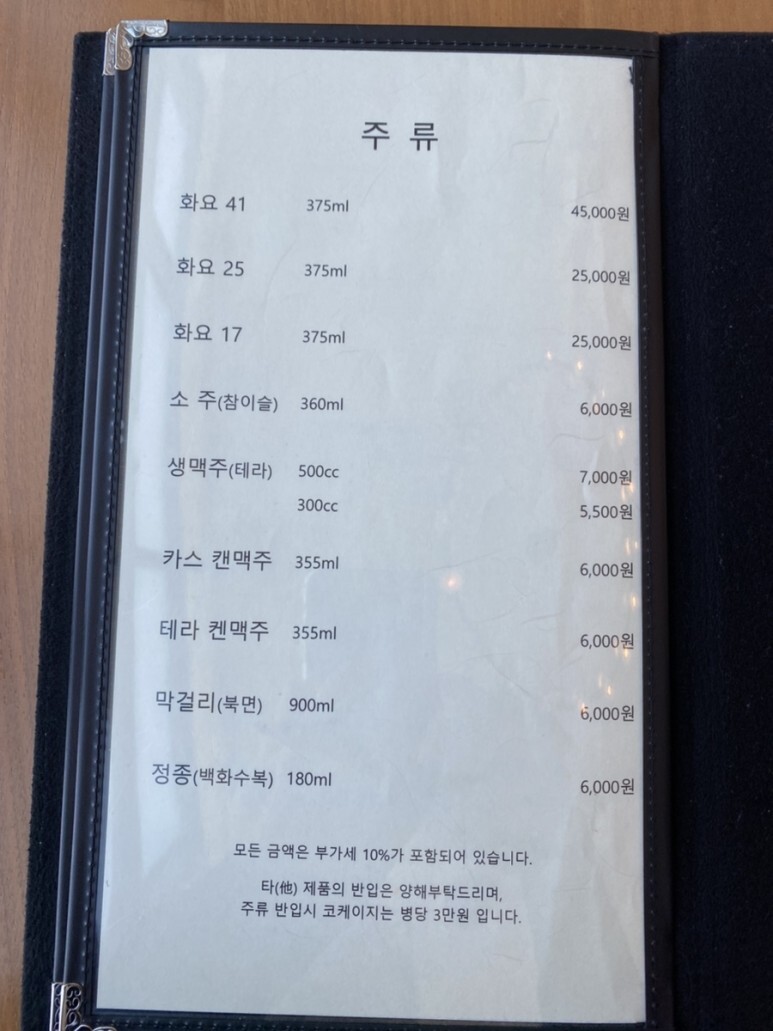 주 류
화요 41 375ml 45,000원
화요 25 375ml 25,000원
화요 17 375ml 25,000원
소 주(참이슬) 360ml 6,000원
생맥주(테라) 500cc 7,000원
300cc 5,500원
카스 캔맥주 355ml 6,000원
테라 켄맥주 355ml 6,000원
막걸리(북면) 900ml 6,000원
정종(백화수복) 180ml 6,000원
모든 금액은 부가세 10%가 포함되어 있습니다.
타(他) 제품의 반입은 양해부탁드리며,
주류 반입시 코케이지는 병당 3만원 입니다.